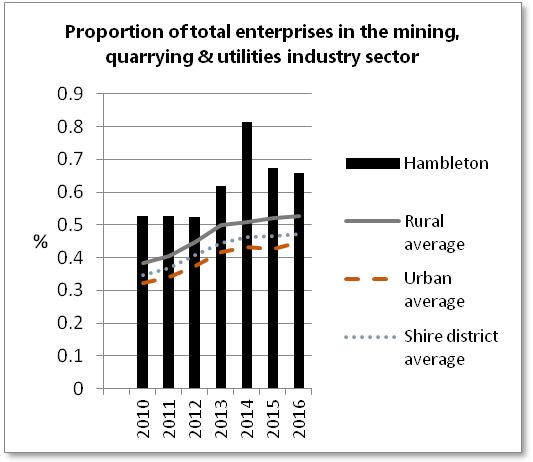 Proportion of total enterprises in the mining,
quarrying & utilities industry sector
0.9
0.8
0.7
0.6
0.5
0.4
0.3
0.2
0.1
0
%
2010
2011
2012
2013
2014
2015
2016
Hambleton
Rural
average
Urban
average
Shire district
average